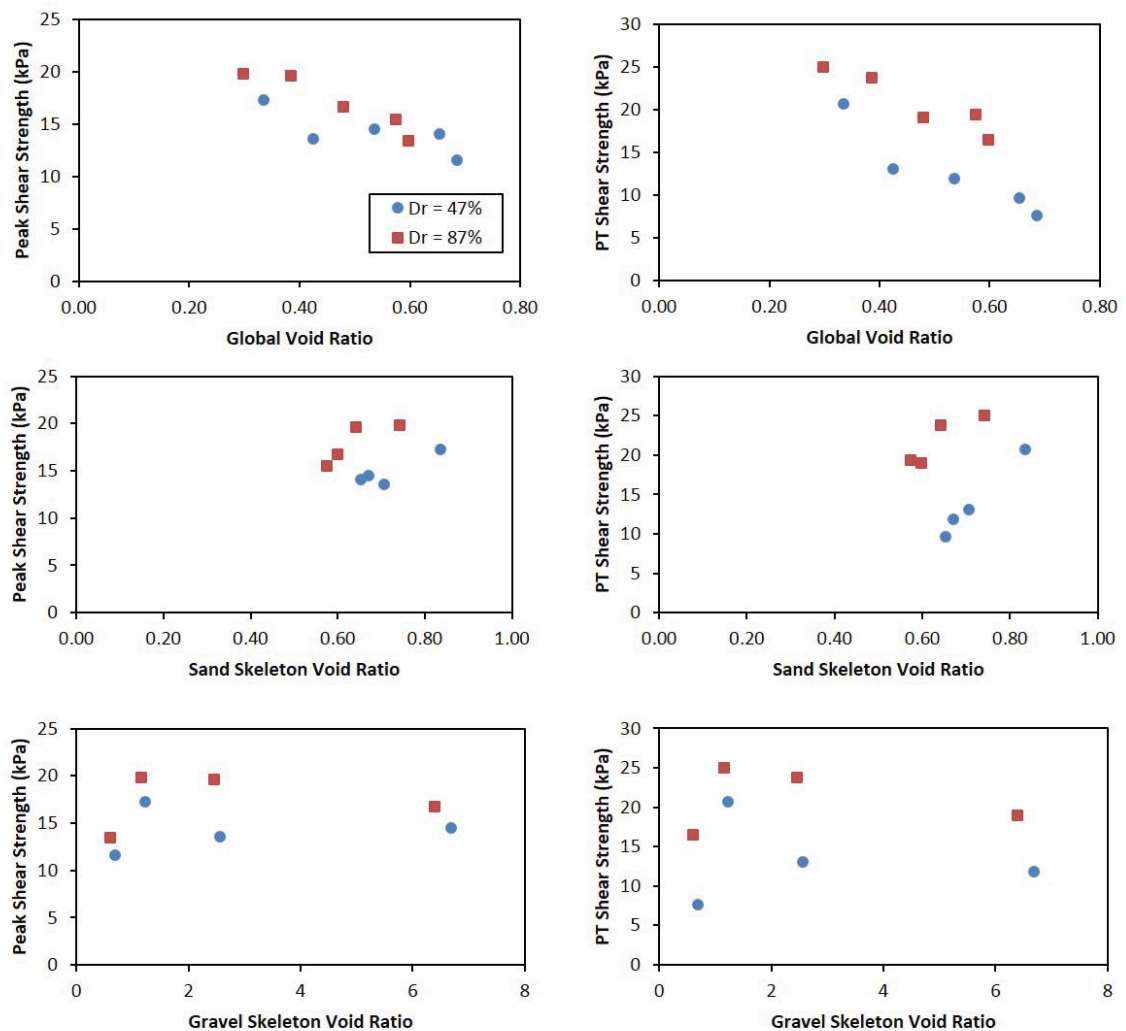 Peak Shear Strength (kPa)
25
20
15
10
5
0
0.00 0.20 0.40 0.60 0.80
Global Void Ratio
Dr = 47%
Dr = 87%
PT Shear Strength (kPa)
30
25
20
15
10
5
0
0.00 0.20 0.40 0.60 0.80
Global Void Ratio
Peak Shear Strength (kPa)
25
20
15
10
5
0
0.00 0.20 0.40 0.60 0.80 1.00
Sand Skeleton Void Ratio
PT Shear Strength (kPa)
30
25
20
15
10
5
0
0.00 0.20 0.40 0.60 0.80 1.00
Sand Skeleton Void Ratio
Peak Shear Strength (kPa)
25
20
15
10
5
0
0 2 4 6 8
Gravel Skeleton Void Ratio
PT Shear Strength (kPa)
30
25
20
15
10
5
0
0 2 4 6 8
Gravel Skeleton Void Ratio